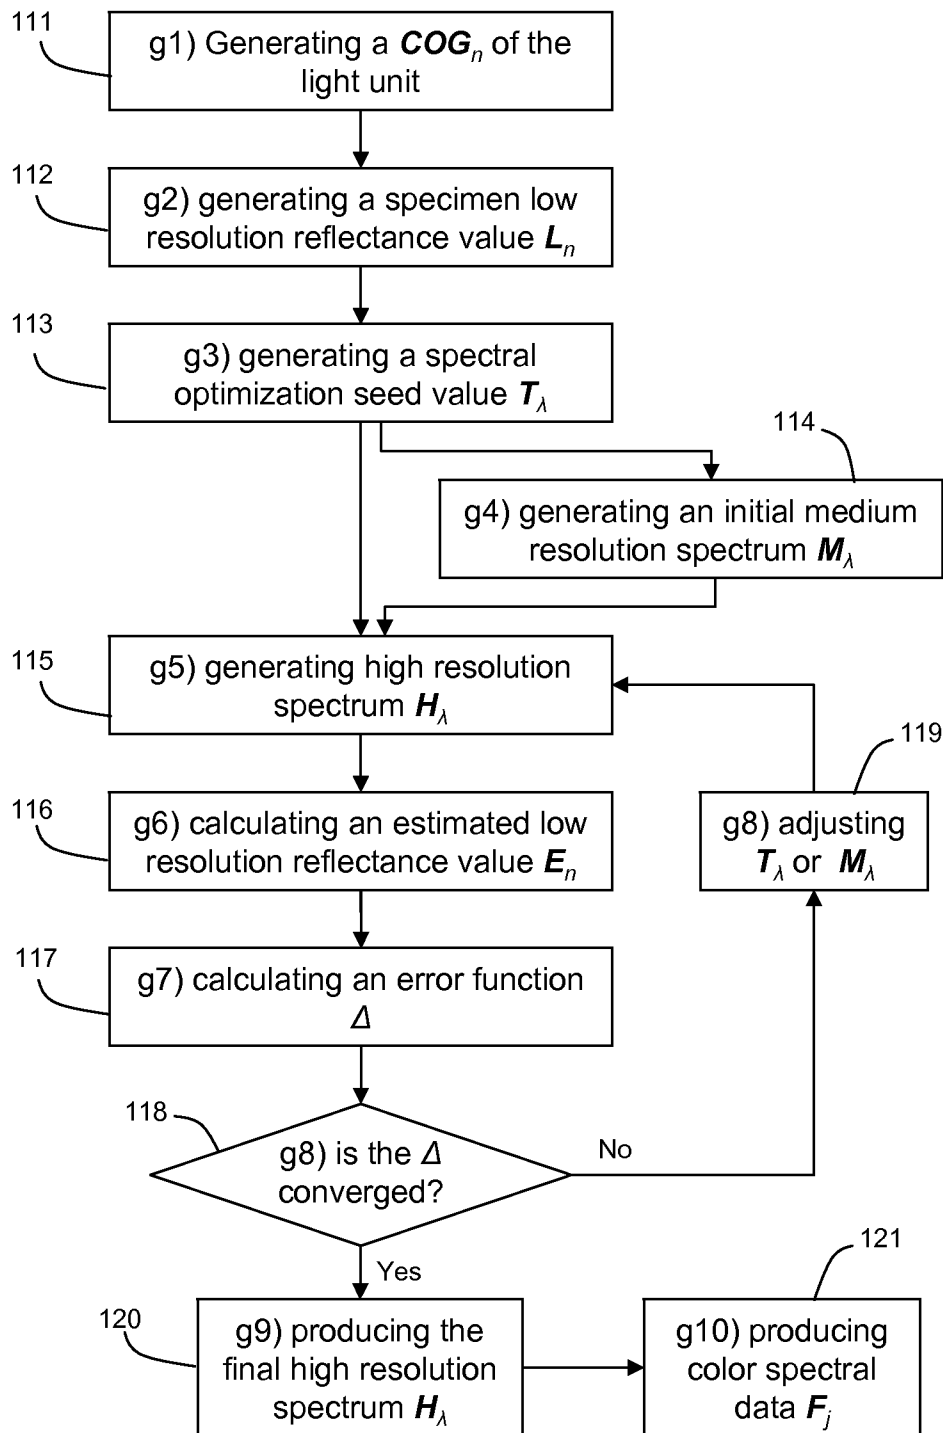 111
g1) Generating a COGn of the
light unit
112
g2) generating a specimen low
resolution reflectance value Ln
113
g3) generating a spectral
optimization seed value Tλ
114
g4) generating an initial medium
resolution spectrum Mλ
115
g5) generating high resolution
spectrum Hλ
119
g8) adjusting
Tλ or Mλ
116
g6) calculating an estimated low
resolution reflectance value En
117
g7) calculating an error function
Δ
118
g8) is the Δ
converged?
No
Yes
120
g9) producing the
final high resolution
spectrum Hλ
121
g10) producing
color spectral
data Fj